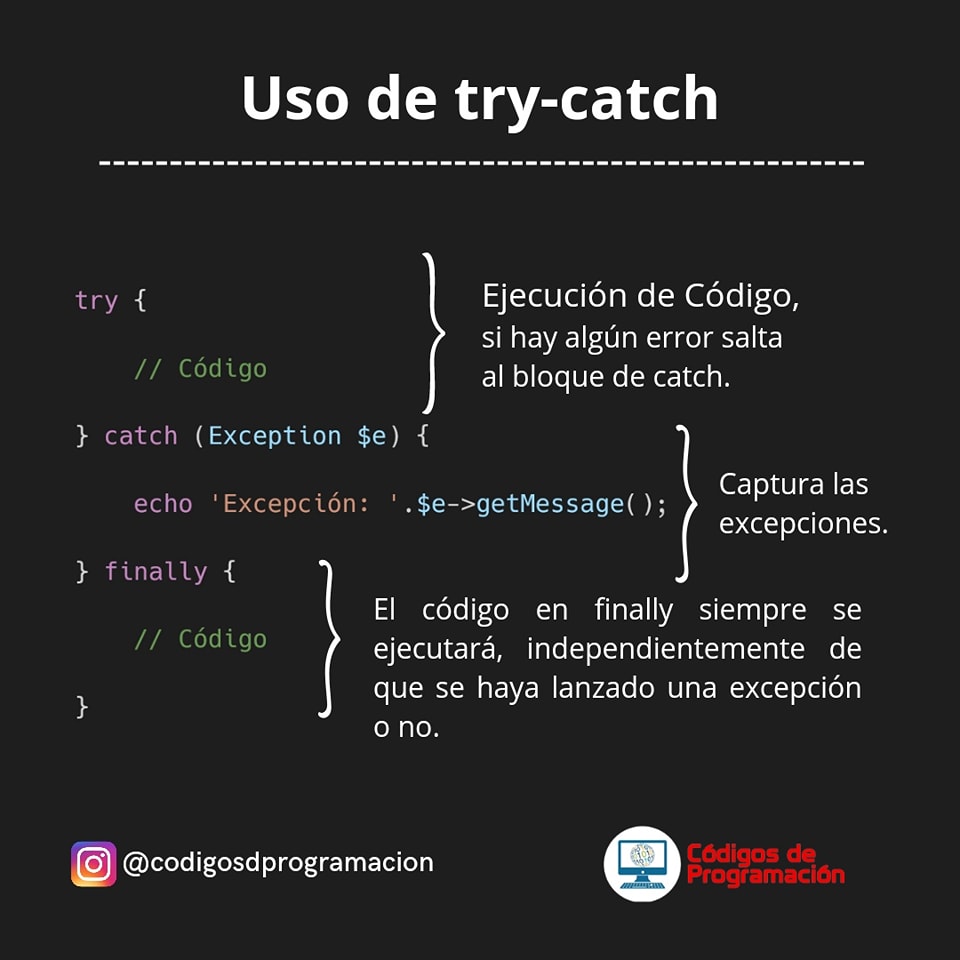 Uso de try-catch
try {
Ejecución de Código,
si hay algún error salta
al bloque de catch.
// Código
} catch (Exception $e) {
echo 'Excepción: '.$e->getMessage();
Captura las
excepciones.
} finally {
// Código
}
El código en finally siempre se
ejecutará, independientemente de
que se haya lanzado una excepción
o no.
@codigosdprogramacion
Códigos de
Programación